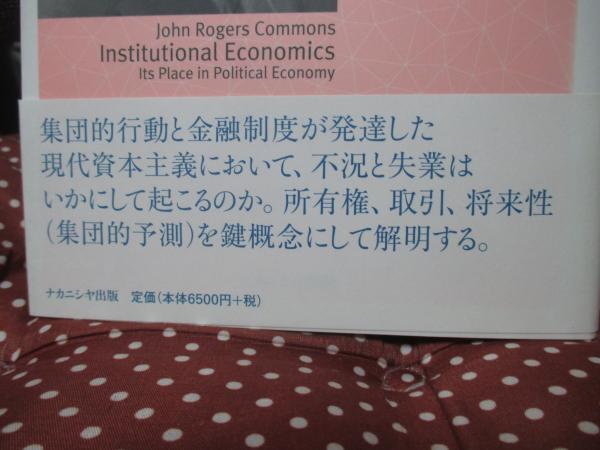 John Rogers Commons
Institutional Economics
Its Place in Political Economy
集団的行動と金融制度が発達した
現代資本主義において、不況と失業は
いかにして起こるのか。所有権、取引、将来性
(集団的予測)を鍵概念にして解明する。
ナカニシヤ出版 定価(本体6500円+税)